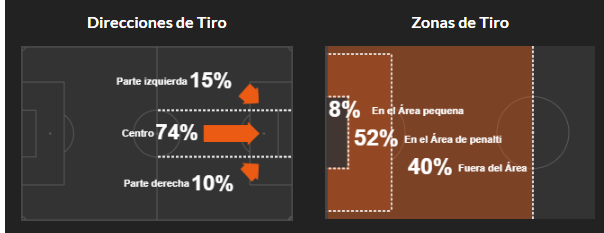 Direcciones de Tiro
Parte izquierda 15%
Centro 74%
Parte derecha 10%
Zonas de Tiro
8% En el Área pequena
52% En el Área de penalti
40% Fuera del Área